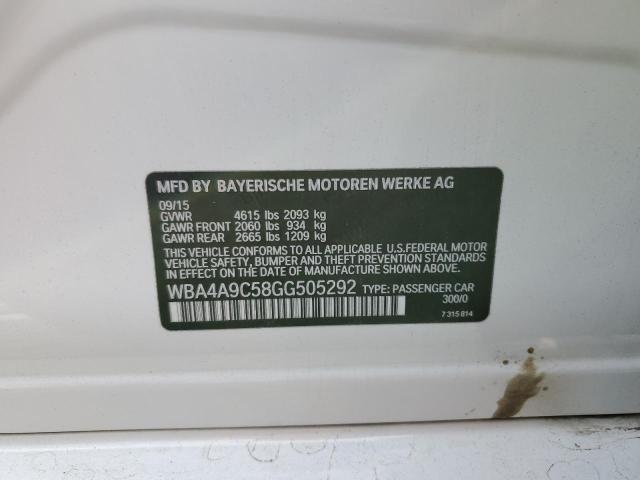 MFD BY BAYERISCHE MOTOREN WERKE AG
09/15
GVWR 4615 lbs 2093 kg
GAWR FRONT 2060 lbs 934 kg
GAWR REAR 2665 lbs 1209 kg
THIS VEHICLE CONFORMS TO ALL APPLICABLE U.S.FEDERAL MOTOR
VEHICLE SAFETY, BUMPER AND THEFT PREVENTION STANDARDS IN
EFFECT ON THE DATE OF MANUFACTURE SHOWN ABOVE.
WBA4A9C58GG505292 TYPE: PASSENGER CAR
300/0
7 315 814